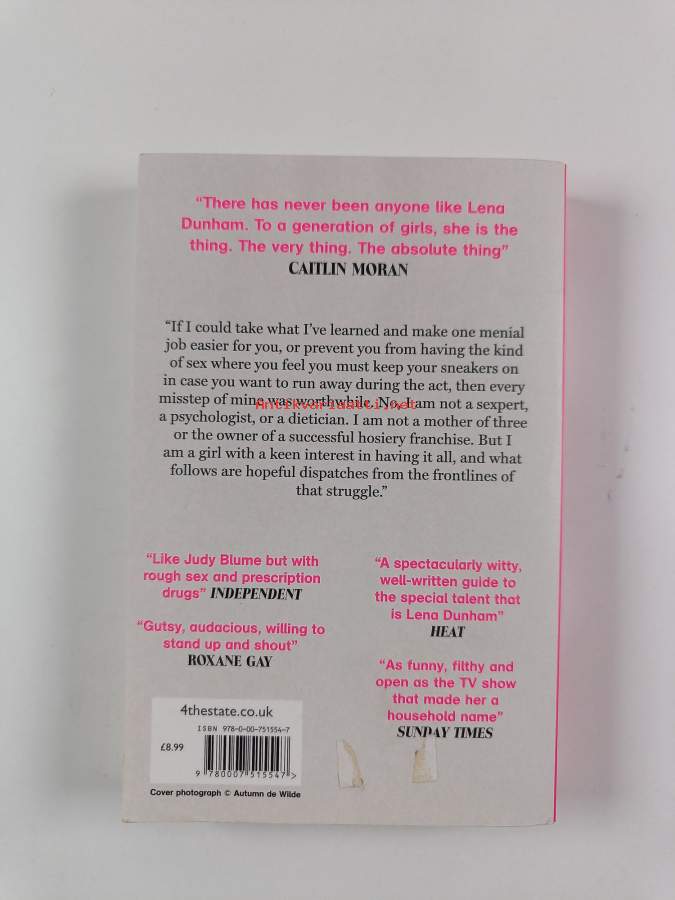 “There has never been anyone like Lena
Dunham. To a generation of girls, she is the
thing. The very thing. The absolute thing”
CAITLIN MORAN
“If I could take what I’ve learned and make one menial
job easier for you, or prevent you from having the kind
of sex where you feel you must keep your sneakers on
in case you want to run away during the act, then every
misstep of mine was worthwhile. No, I am not a sexpert,
Antikvariaatti.net
a psychologist, or a dietician. I am not a mother of three
or the owner of a successful hosiery franchise. But I
am a girl with a keen interest in having it all, and what
follows are hopeful dispatches from the frontlines of
that struggle.”
“Like Judy Blume but with
rough sex and prescription
drugs” INDEPENDENT
“Gutsy, audacious, willing to
stand up and shout”
ROXANE GAY
“A spectacularly witty,
well-written guide to
the special talent that
is Lena Dunham”
HEAT
“As funny, filthy and
open as the TV show
that made her a
household name”
SUNDAY TIMES
4thestate.co.uk
ISBN 978-0-00-751554-7
£8.99
9 780007 515547 >
Cover photograph © Autumn de Wilde